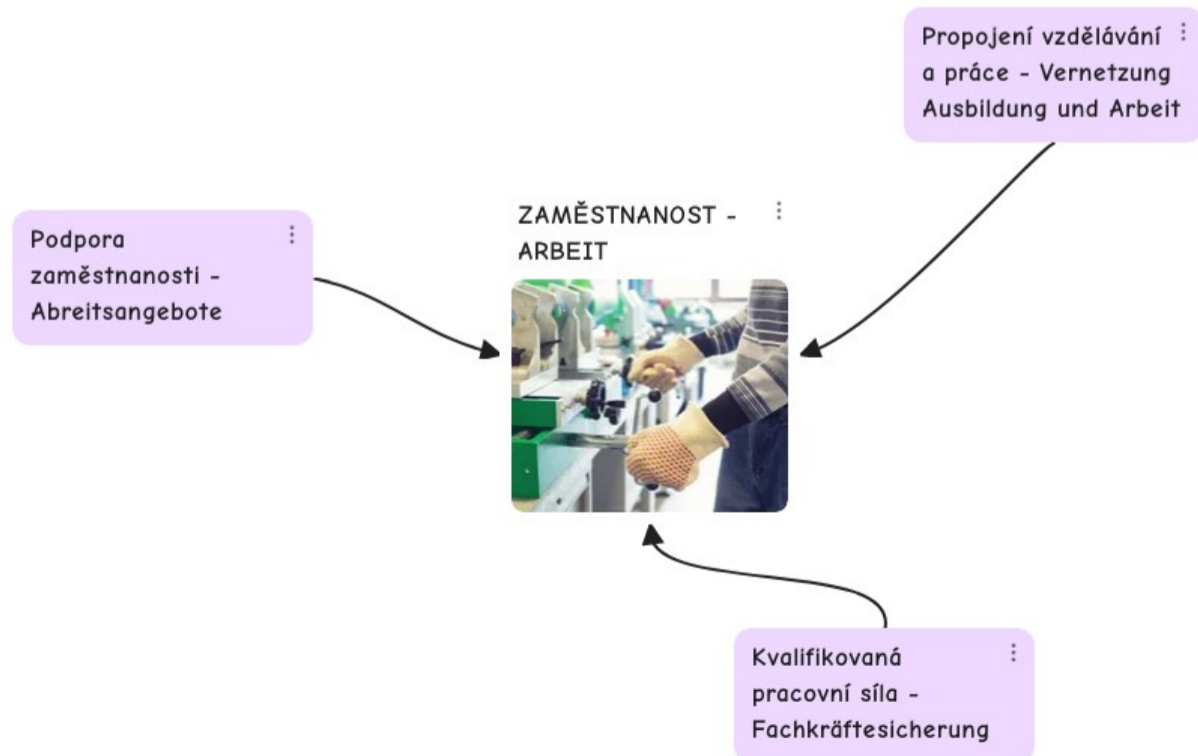 Propojení vzdělávání
a práce - Vernetzung
Ausbildung und Arbeit
ZAMĚSTNANOST -
ARBEIT
Podpora
zaměstnanosti -
Abreitsangebote
Kvalifikovaná
pracovní síla -
Fachkräftesicherung